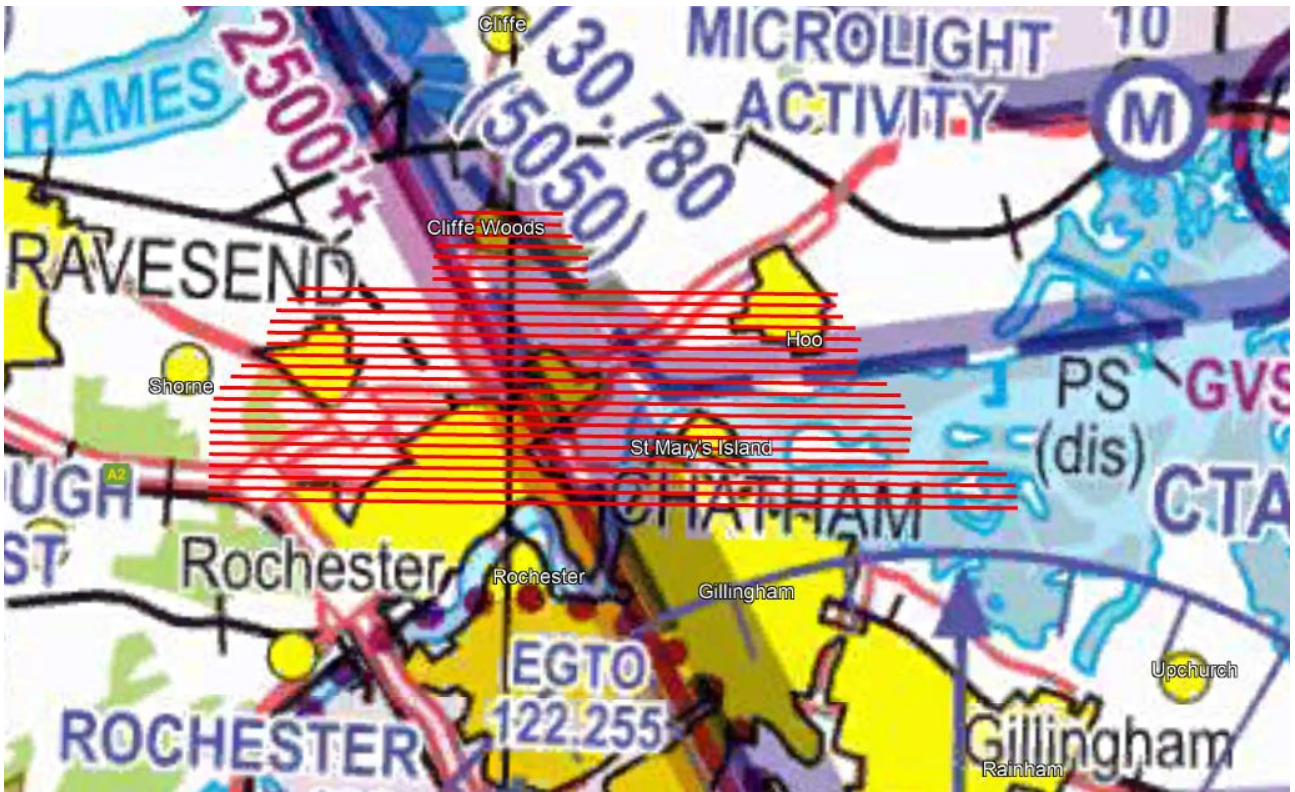 Cliffe
10
MICROLIGHT
ACTIVITY
M
2500'+
130.780
(5050)
THAMES
Cliffe Woods
RAVESEND
Hoo
Shorne
PS
(dis)
GVS
St Mary's Island
A2
UGH
CHATHAM
CTA
ST
Rochester
Rochester
Gillingham
EGTO
122.255
Upchurch
ROCHESTER
Gillingham
Rainham